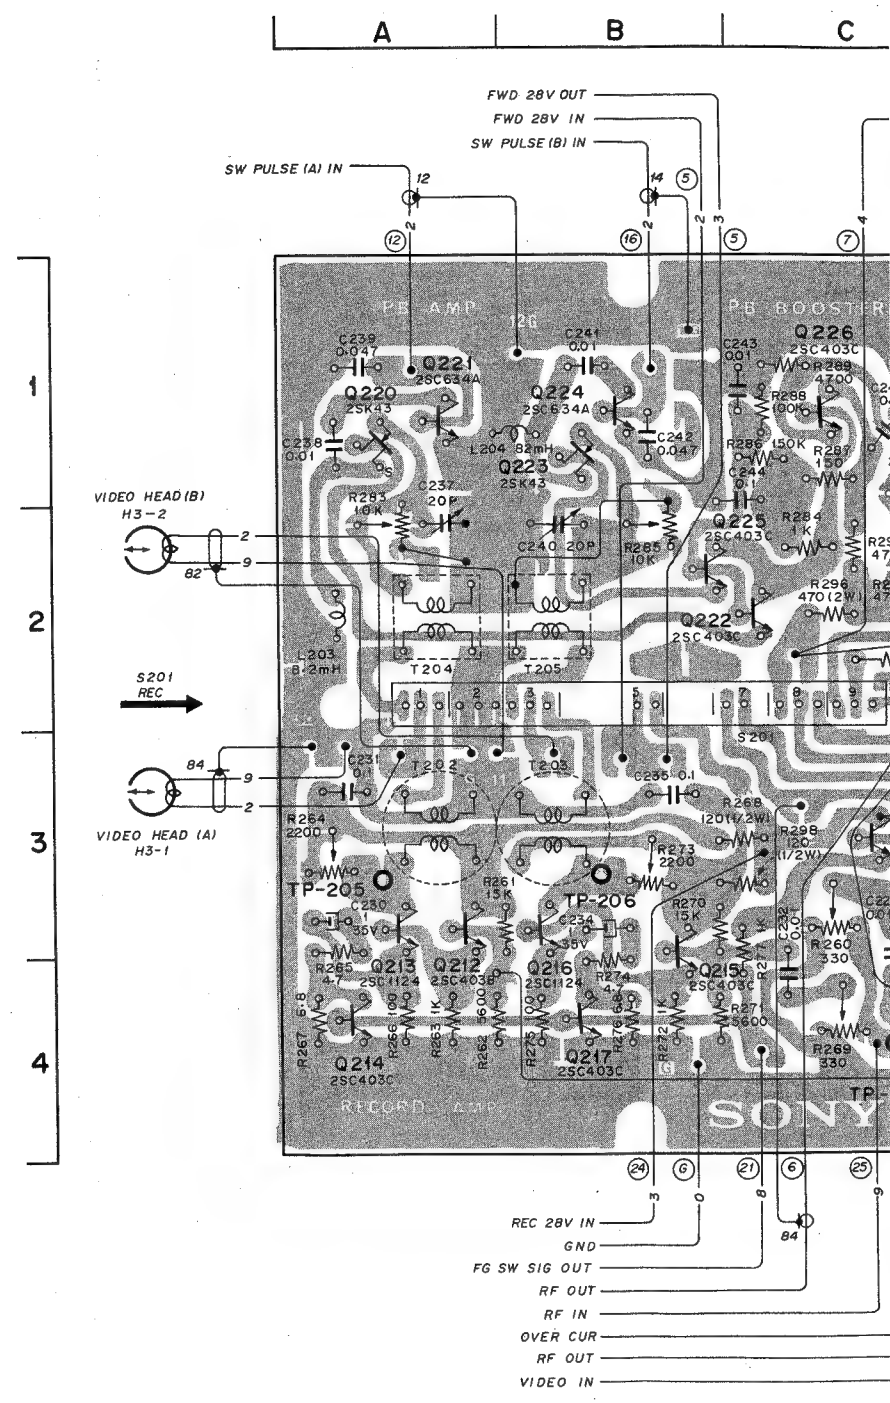 A B C
FWD 28V OUT
FWD 28V IN
SW PULSE (B) IN
SW PULSE (A) IN
12
14
5
2
2
2
3
4
12
16
5
7
PB AMP
12G
PB BOOSTER
1
C239
0.047
Q221
2SC634A
C241
0.01
C243
0.01
Q226
2SC403C
R289
4700
Q220
2SK43
Q224
2SC634A
R288
100K
C238
0.01
S
L204 82mH
C242
0.047
R286 150K
R287
150
Q223
2SK43
C244
0.1
C237
20P
R283
10K
VIDEO HEAD (B)
H3-2
2
9
82
C240 20P
R285
10K
Q225
2SC403C
R284
1K
R296
470 (2W)
2
Q222
2SC403C
L203
8.2mH
T204
T205
S201
REC
1 2 3 5 7 8 9
S201
84
9
2
VIDEO HEAD (A)
H3-1
C231
0.1
T202
T203
11
C235 0.1
3
R264
2200
R268
120 (1/2W)
R298
120
(1/2W)
R273
2200
TP-205
TP-206
R261
15K
R270
15K
C230
1
35V
C234
1
35V
R277 1K
C232
0.01
R260
330
R265
4.7
Q213
2SC1124
Q212
2SC403B
Q216
2SC1124
R274
4.7
Q215
2SC403C
R267 6.8
R266 100
R263 1K
R262 5600
R275 100
R276 6.8
R272 1K
R271
5600
R269
330
4
Q214
2SC403C
Q217
2SC403C
G
TP-
RECORD AMP
SONY
24
G
21
6
25
3
0
8
9
84
REC 28V IN
GND
FG SW SIG OUT
RF OUT
RF IN
OVER CUR
RF OUT
VIDEO IN